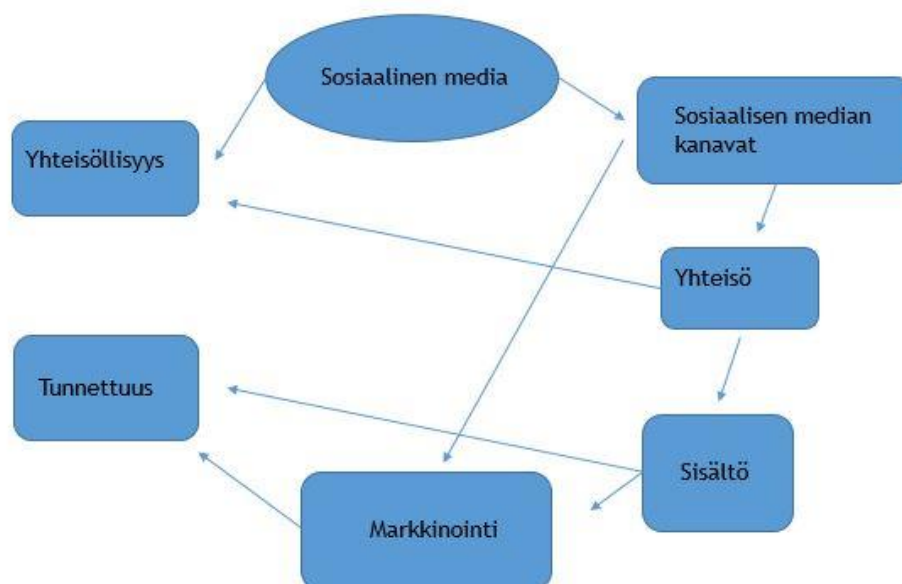 Sosiaalinen media
Sosiaalisen median
kanavat
Yhteisöllisyys
Yhteisö
Tunnettuus
Sisältö
Markkinointi